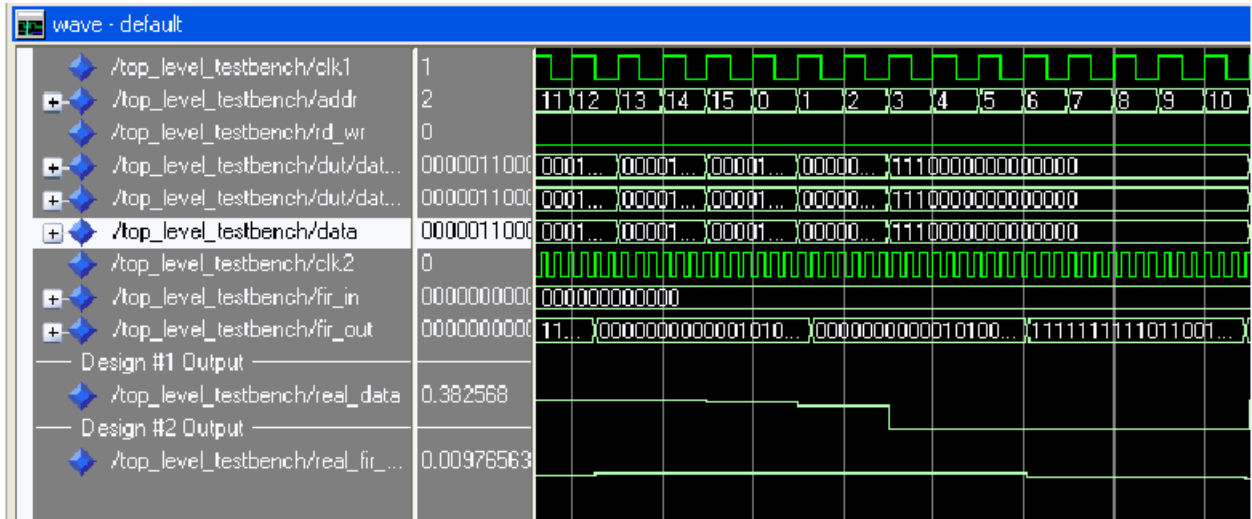 wave - default
/top_level_testbench/clk1 1
/top_level_testbench/addr 2 11 12 13 14 15 0 1 2 3 4 5 6 7 8 9 10
/top_level_testbench/rd_wr 0
/top_level_testbench/dut/dat... 0000011000 0001... 00001... 00001... 00000... 1110000000000000
/top_level_testbench/dut/dat... 0000011000 0001... 00001... 00001... 00000... 1110000000000000
/top_level_testbench/data 0000011000 0001... 00001... 00001... 00000... 1110000000000000
/top_level_testbench/clk2 0
/top_level_testbench/fir_in 0000000000 000000000000
/top_level_testbench/fir_out 0000000000 11... 0000000000001010... 0000000000010100... 1111111111011001...
Design #1 Output
/top_level_testbench/real_data 0.382568
Design #2 Output
/top_level_testbench/real_fir_... 0.00976563